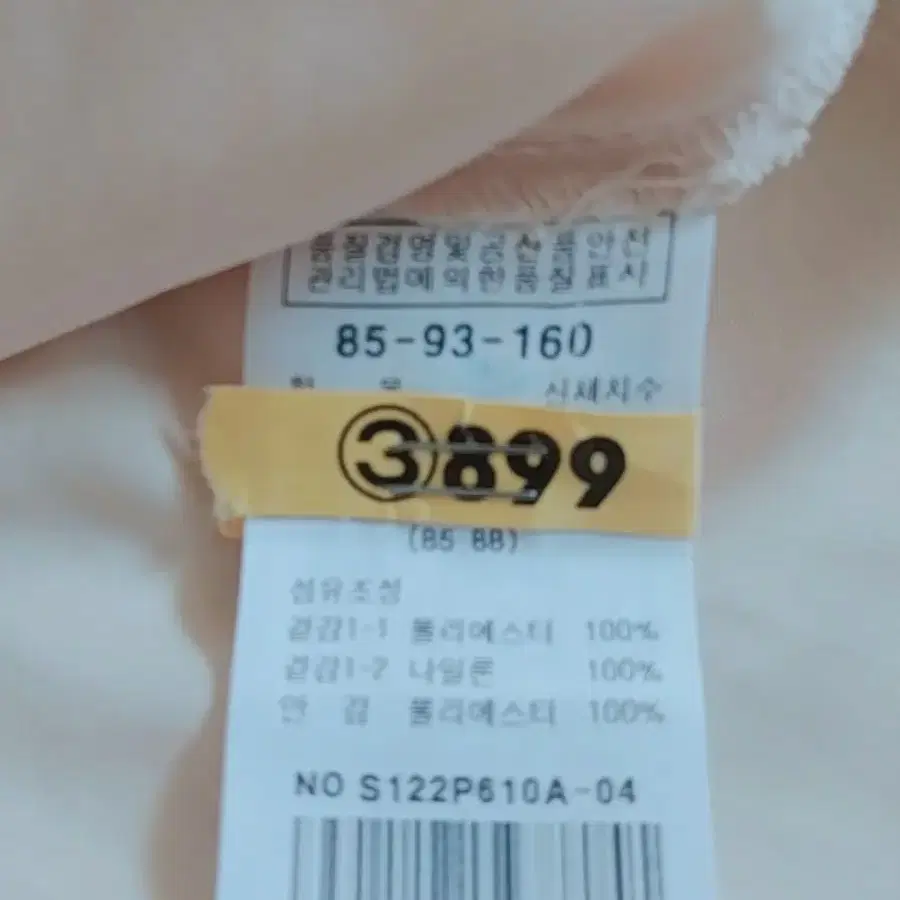 품질경영및공산품안전
관리법에의한품질표시
85-93-160
신체치수
③899
(85 88)
섬유조성
겉감1-1 폴리에스터 100%
겉감1-2 나일론 100%
안 감 폴리에스터 100%
NO S122P610A-04